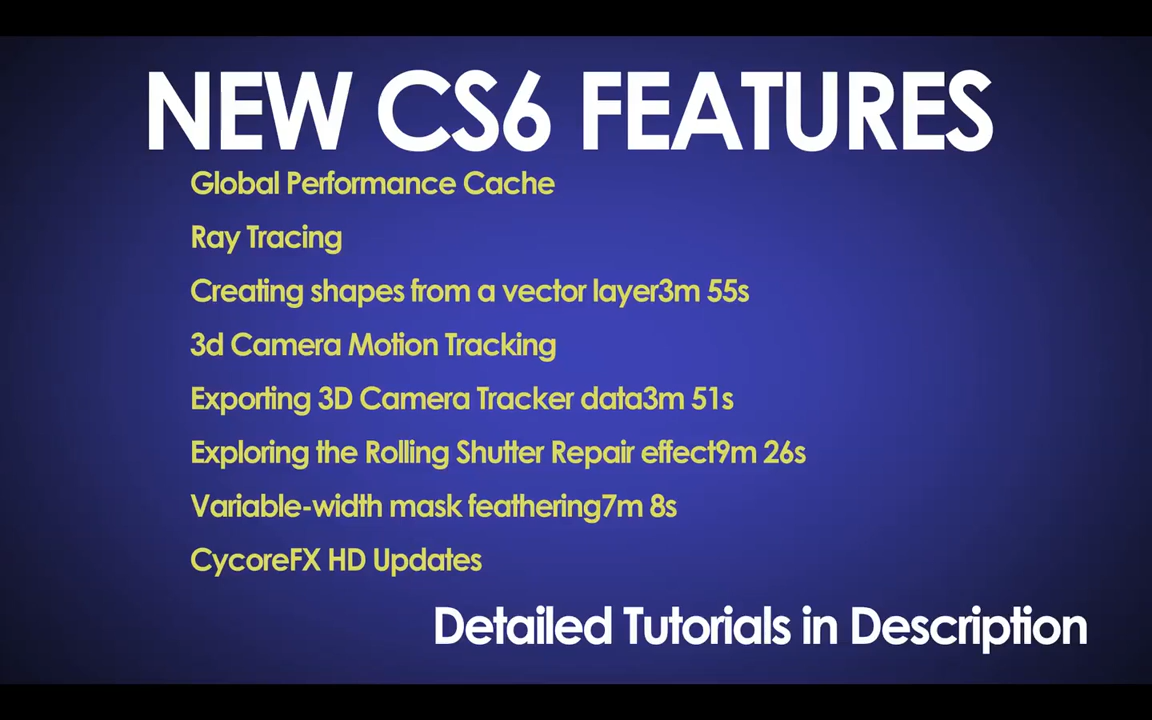 NEW CS6 FEATURES
Global Performance Cache
Ray Tracing
Creating shapes from a vector layer3m 55s
3d Camera Motion Tracking
Exporting 3D Camera Tracker data3m 51s
Exploring the Rolling Shutter Repair effect9m 26s
Variable-width mask feathering7m 8s
CycoreFX HD Updates
Detailed Tutorials in Description